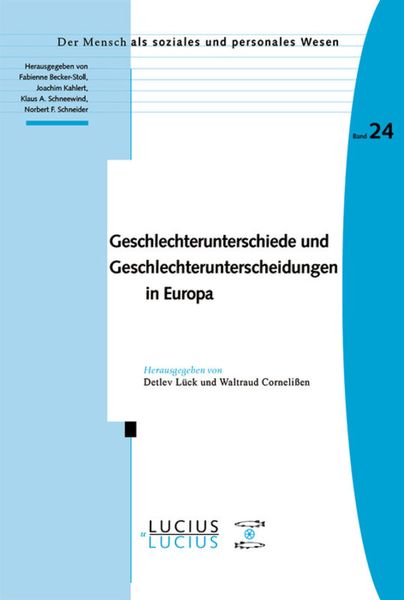 Der Mensch als soziales und personales Wesen
Herausgegeben von
Fabienne Becker-Stoll,
Joachim Kahlert,
Klaus A. Schneewind,
Norbert F. Schneider
Band 24
Geschlechterunterschiede und
Geschlechterunterscheidungen
in Europa
Herausgegeben von
Detlev Lück und Waltraud Cornelißen
LUCIUS
u LUCIUS